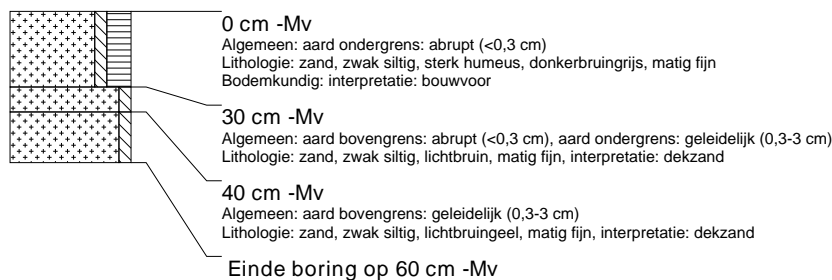 0 cm -Mv
Algemeen: aard ondergrens: abrupt (<0,3 cm)
Lithologie: zand, zwak siltig, sterk humeus, donkerbruingrijs, matig fijn
Bodemkundig: interpretatie: bouwvoor
30 cm -Mv
Algemeen: aard bovengrens: abrupt (<0,3 cm), aard ondergrens: geleidelijk (0,3-3 cm)
Lithologie: zand, zwak siltig, lichtbruin, matig fijn, interpretatie: dekzand
40 cm -Mv
Algemeen: aard bovengrens: geleidelijk (0,3-3 cm)
Lithologie: zand, zwak siltig, lichtbruingeel, matig fijn, interpretatie: dekzand
Einde boring op 60 cm -Mv